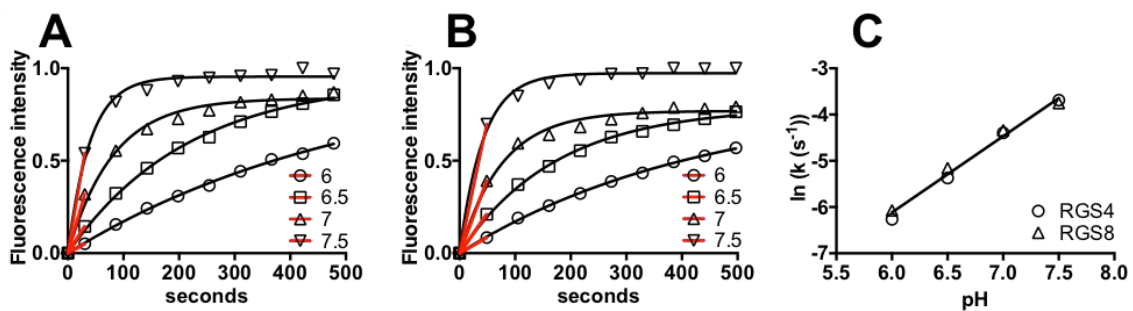 A
Fluorescence intensity
1.0
0.5
0.0
0 100 200 300 400 500
seconds
6
6.5
7
7.5
B
Fluorescence intensity
1.0
0.5
0.0
0 100 200 300 400 500
seconds
6
6.5
7
7.5
C
ln (k (s⁻¹))
-3
-4
-5
-6
-7
5.5 6.0 6.5 7.0 7.5 8.0
pH
RGS4
RGS8